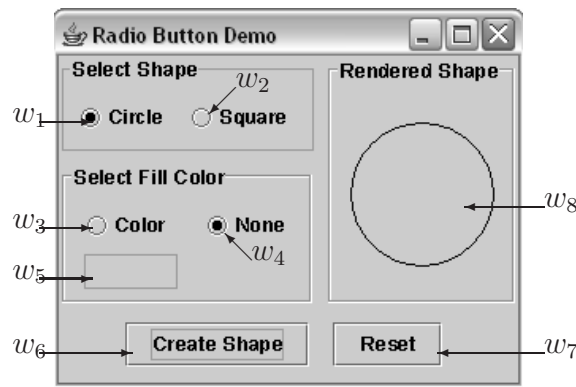 Radio Button Demo
Select Shape
Rendered Shape
w2
w1
Circle
Square
Select Fill Color
w8
w3
Color
None
w4
w5
w6
Create Shape
Reset
w7